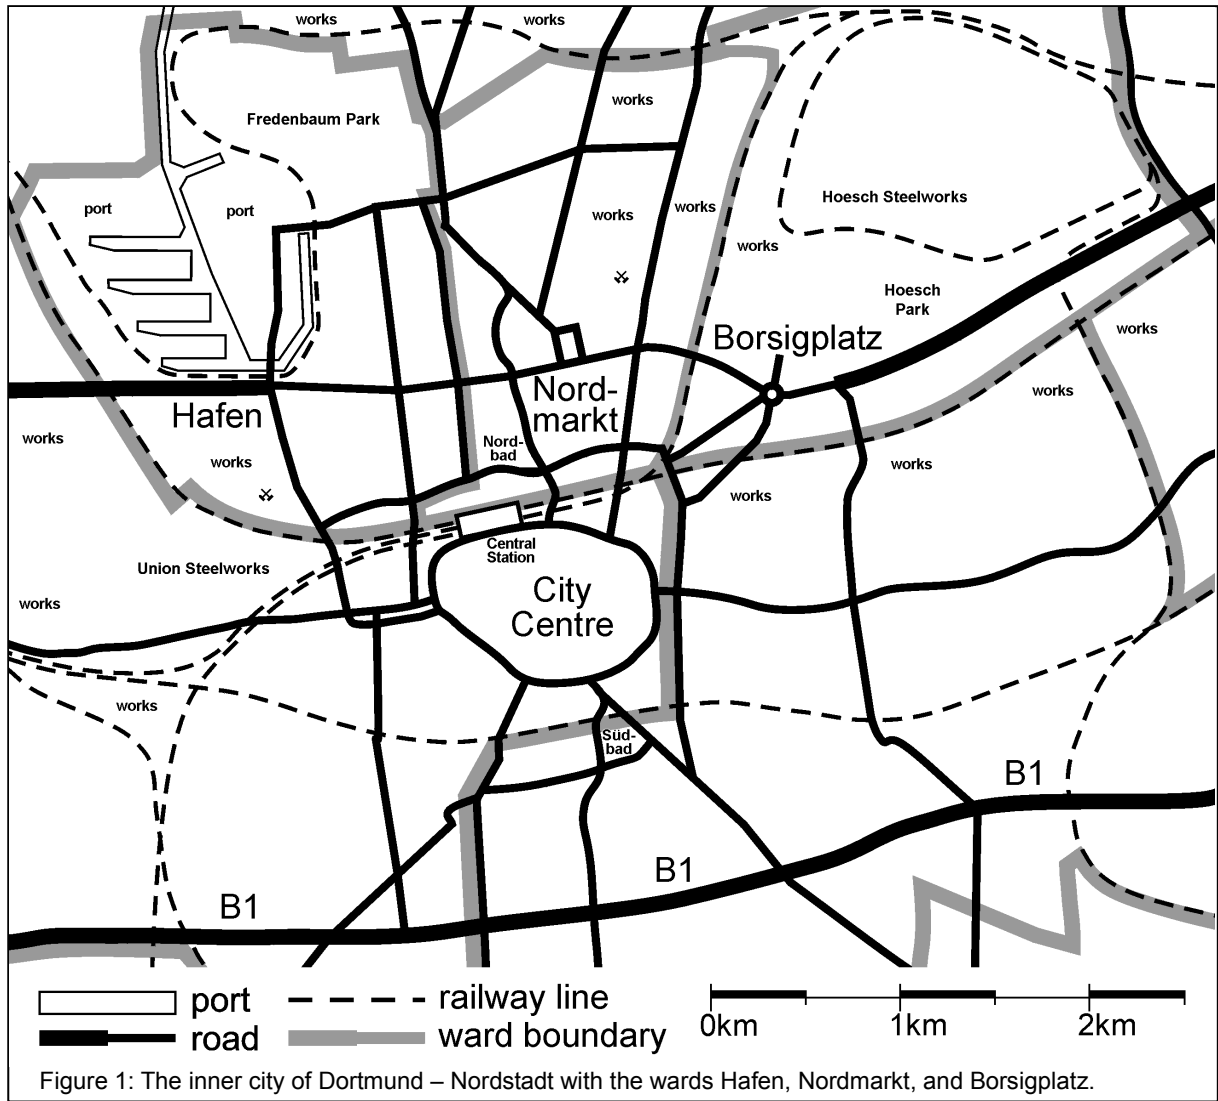 works
works
works
Fredenbaum Park
port
port
works
works
works
Hoesch Steelworks
Hoesch
Park
works
Borsigplatz
works
Hafen
Nord-
markt
works
works
Nord-
bad
works
works
Central
Station
Union Steelworks
City
Centre
works
works
Süd-
bad
B1
B1
B1
port
railway line
road
ward boundary
0km
1km
2km
Figure 1: The inner city of Dortmund – Nordstadt with the wards Hafen, Nordmarkt, and Borsigplatz.